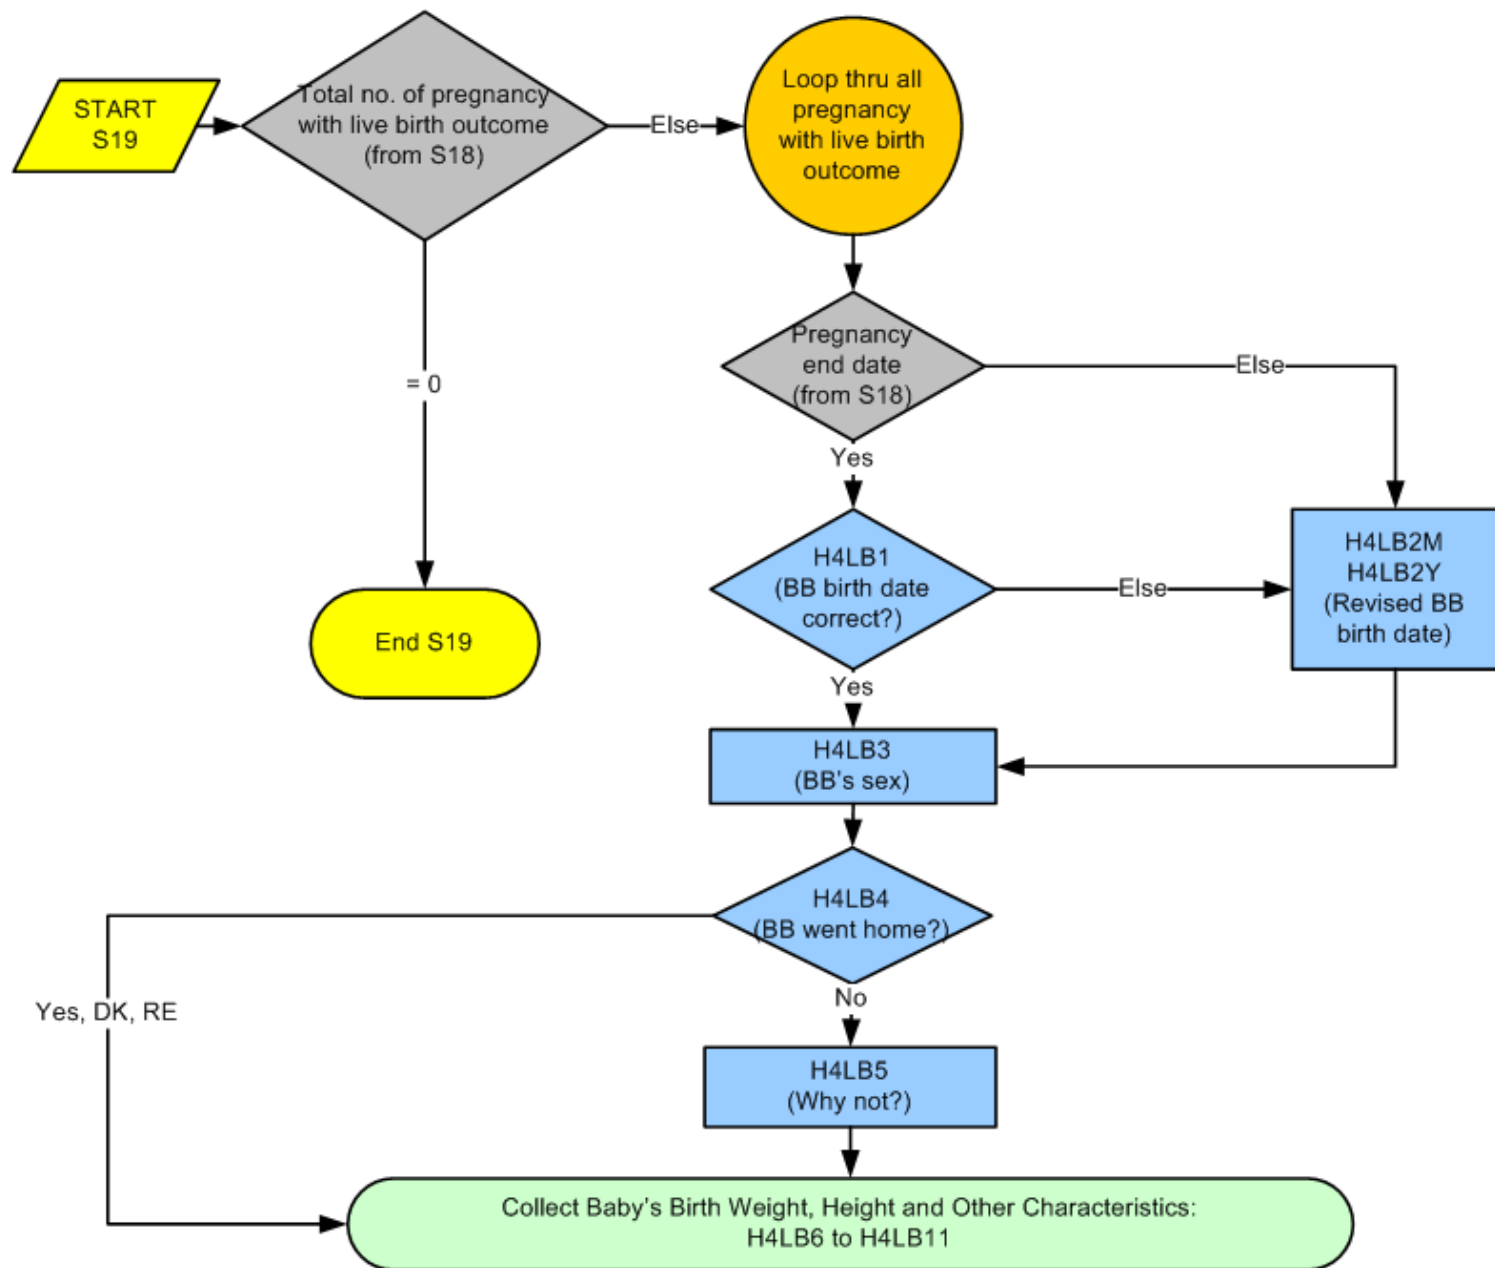 START
S19
Total no. of pregnancy
with live birth outcome
(from S18)
Else
Loop thru all
pregnancy
with live birth
outcome
= 0
End S19
Pregnancy
end date
(from S18)
Else
Yes
H4LB1
(BB birth date
correct?)
Else
H4LB2M
H4LB2Y
(Revised BB
birth date)
Yes
H4LB3
(BB's sex)
H4LB4
(BB went home?)
Yes, DK, RE
No
H4LB5
(Why not?)
Collect Baby's Birth Weight, Height and Other Characteristics:
H4LB6 to H4LB11